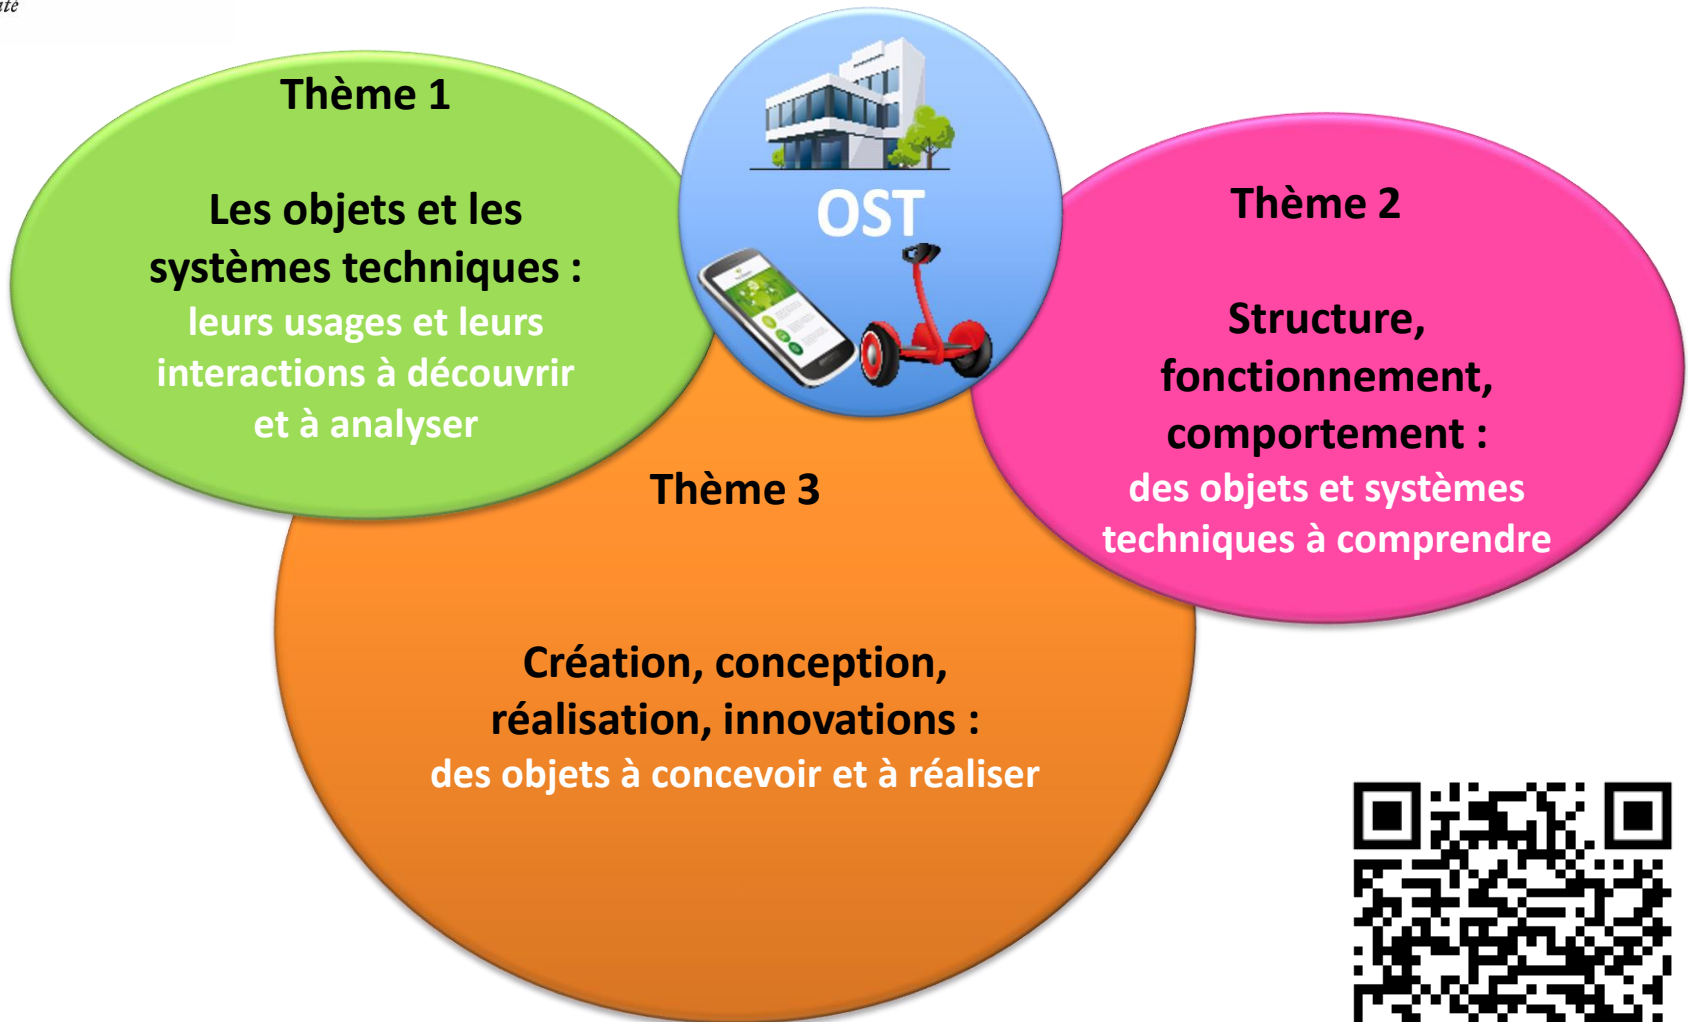 Thème 1
Les objets et les
systèmes techniques :
leurs usages et leurs
interactions à découvrir
et à analyser
OST
Thème 2
Structure,
fonctionnement,
comportement :
des objets et systèmes
techniques à comprendre
Thème 3
Création, conception,
réalisation, innovations :
des objets à concevoir et à réaliser